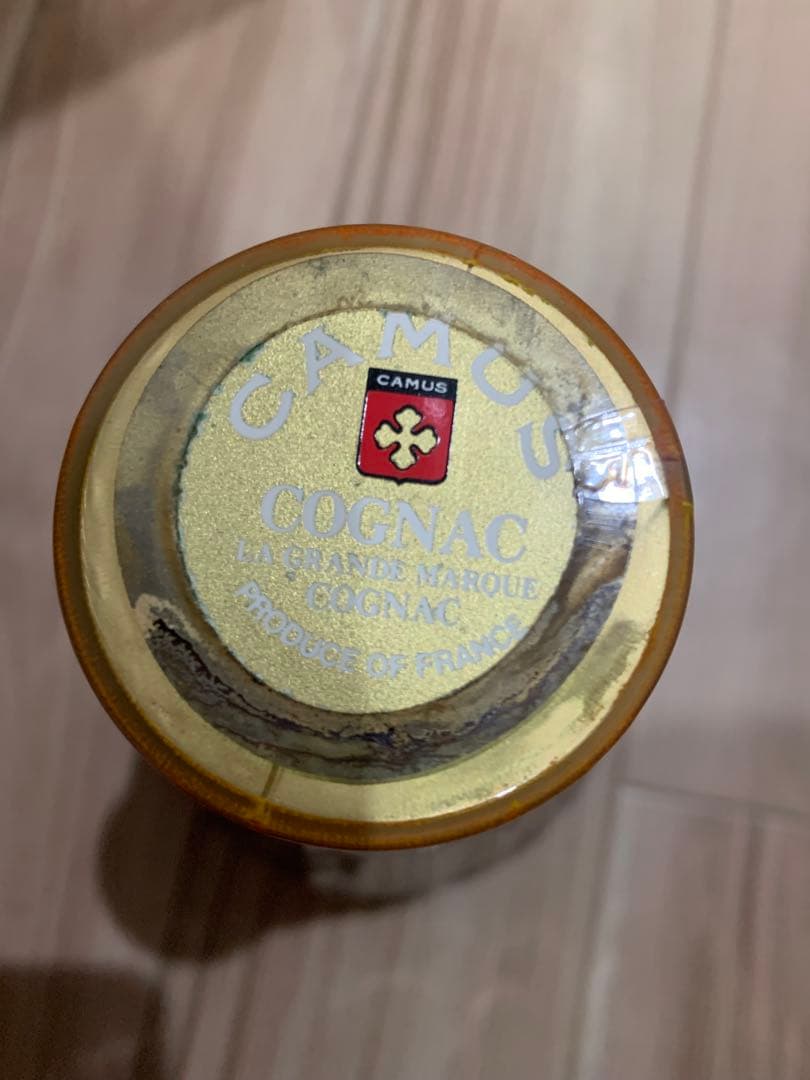 CAMUS
CAMUS
COGNAC
LA GRANDE MARQUE
COGNAC
PRODUCE OF FRANCE